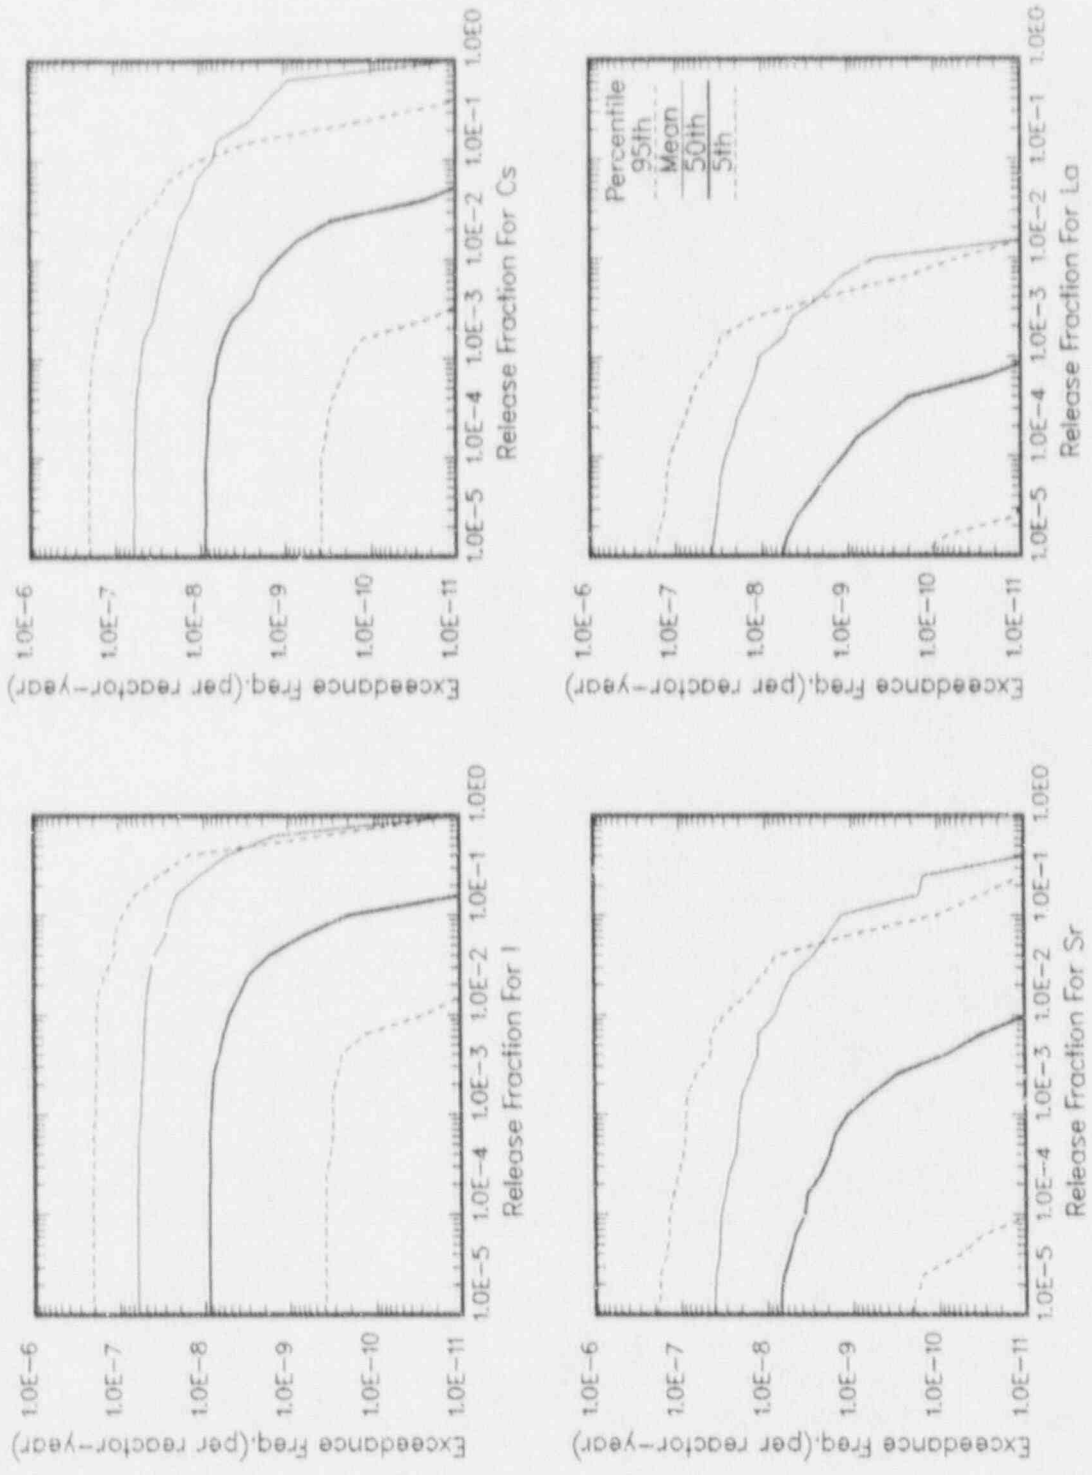 1.0E-6
1.0E-7
1.0E-8
1.0E-9
1.0E-10
1.0E-11
Exceedance Freq.(per reactor-year)
1.0E-5 1.0E-4 1.0E-3 1.0E-2 1.0E-1 1.0E0
Release Fraction For I
1.0E-6
1.0E-7
1.0E-8
1.0E-9
1.0E-10
1.0E-11
Exceedance Freq.(per reactor-year)
1.0E-5 1.0E-4 1.0E-3 1.0E-2 1.0E-1 1.0E0
Release Fraction For Cs
1.0E-6
1.0E-7
1.0E-8
1.0E-9
1.0E-10
1.0E-11
Exceedance Freq.(per reactor-year)
1.0E-5 1.0E-4 1.0E-3 1.0E-2 1.0E-1 1.0E0
Release Fraction For Sr
1.0E-6
1.0E-7
1.0E-8
1.0E-9
1.0E-10
1.0E-11
Exceedance Freq.(per reactor-year)
Percentile
95th
Mean
50th
5th
1.0E-5 1.0E-4 1.0E-3 1.0E-2 1.0E-1 1.0E0
Release Fraction For La